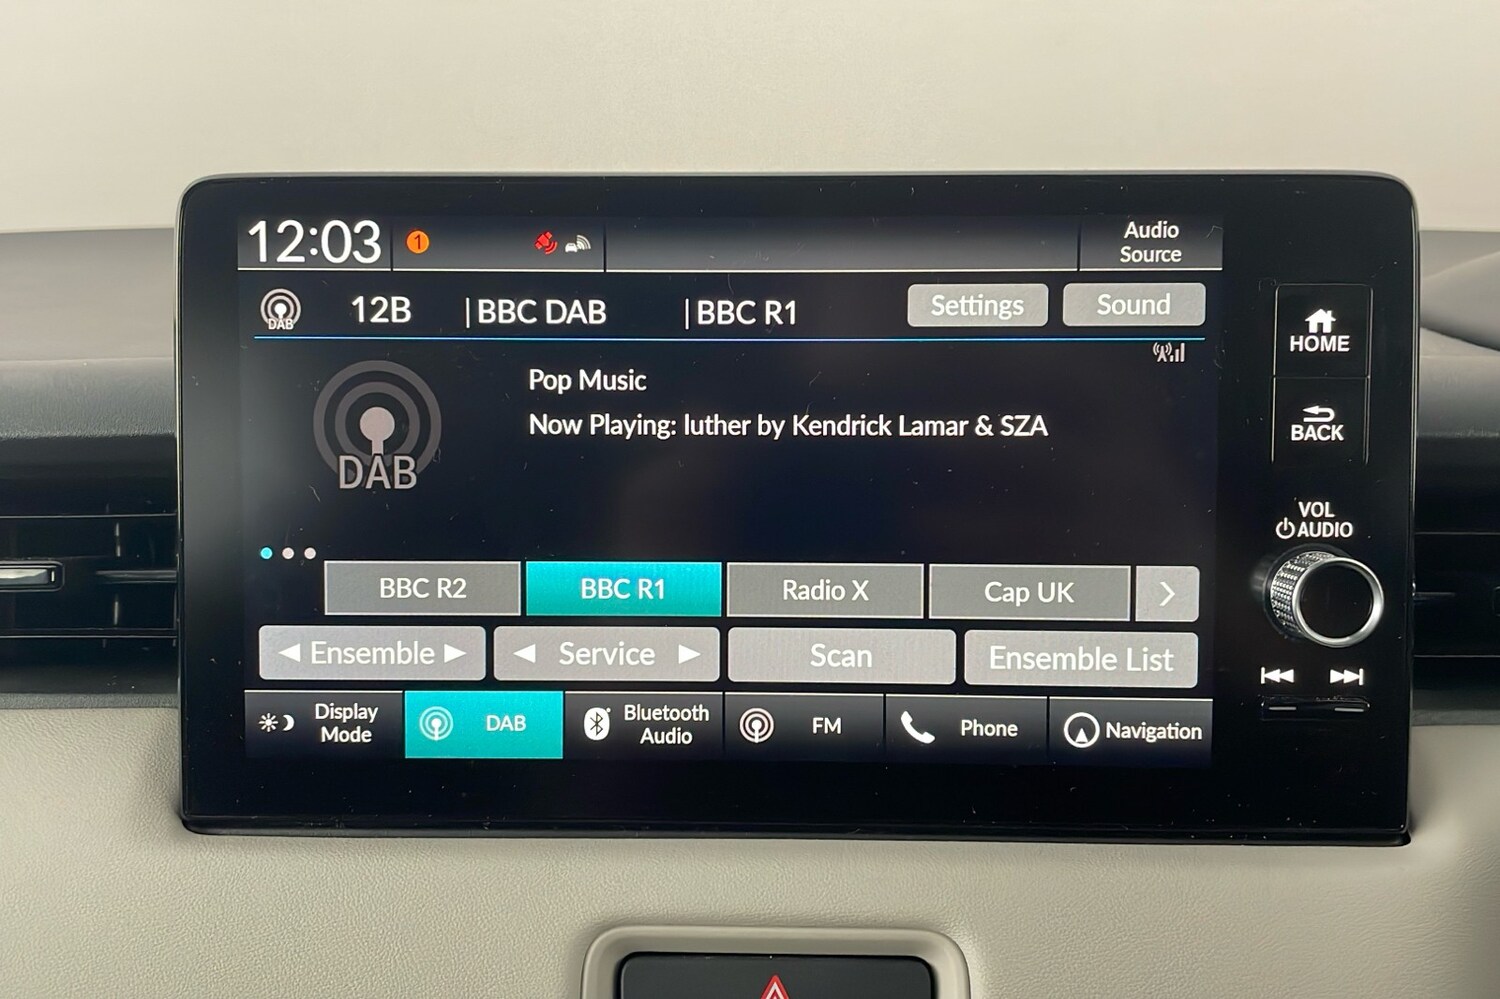 12:03
1
Audio
Source
DAB
12B
|BBC DAB
|BBC R1
Settings
Sound
HOME
Pop Music
Now Playing: luther by Kendrick Lamar & SZA
DAB
BACK
VOL
AUDIO
BBC R2
BBC R1
Radio X
Cap UK
Ensemble
Service
Scan
Ensemble List
Display
Mode
DAB
Bluetooth
Audio
FM
Phone
Navigation